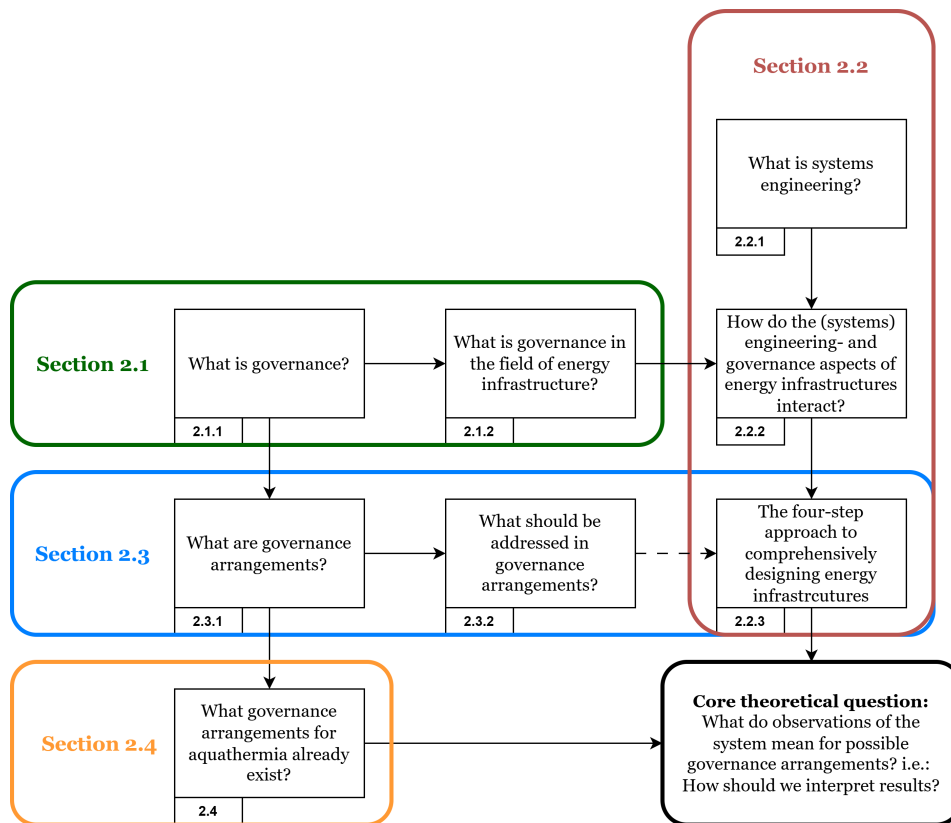 Section 2.2
What is systems
engineering?
2.2.1
Section 2.1
What is governance?
2.1.1
What is governance in
the field of energy
infrastructure?
2.1.2
How do the (systems)
engineering- and
governance aspects of
energy infrastructures
interact?
2.2.2
Section 2.3
What are governance
arrangements?
2.3.1
What should be
addressed in
governance
arrangements?
2.3.2
The four-step
approach to
comprehensively
designing energy
infrastrcutures
2.2.3
Section 2.4
What governance
arrangements for
aquathermia already
exist?
2.4
Core theoretical question:
What do observations of the
system mean for possible
governance arrangements? i.e.:
How should we interpret results?